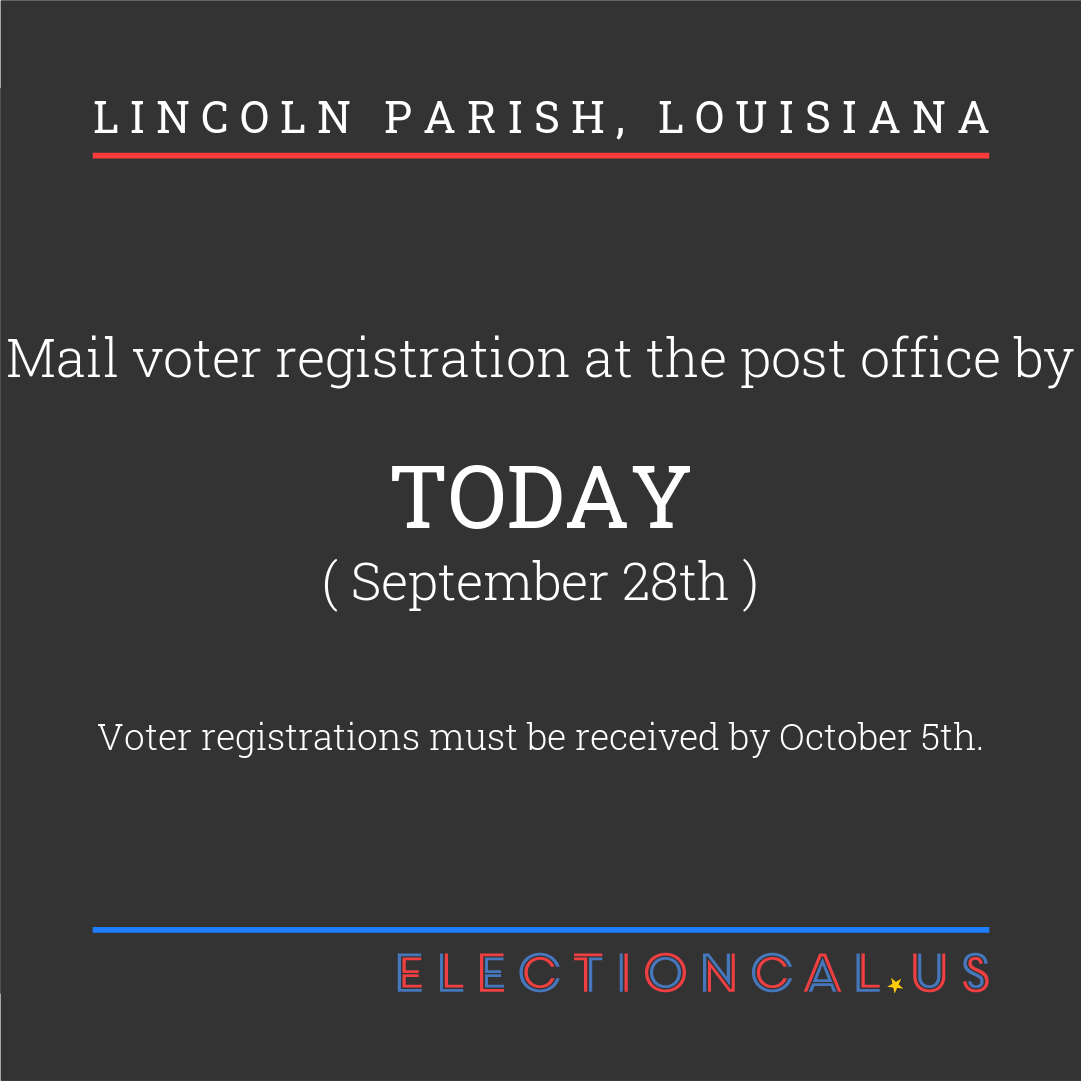 LINCOLN PARISH, LOUISIANA
Mail voter registration at the post office by
TODAY
( September 28th )
Voter registrations must be received by October 5th.
ELECTIONCAL.US